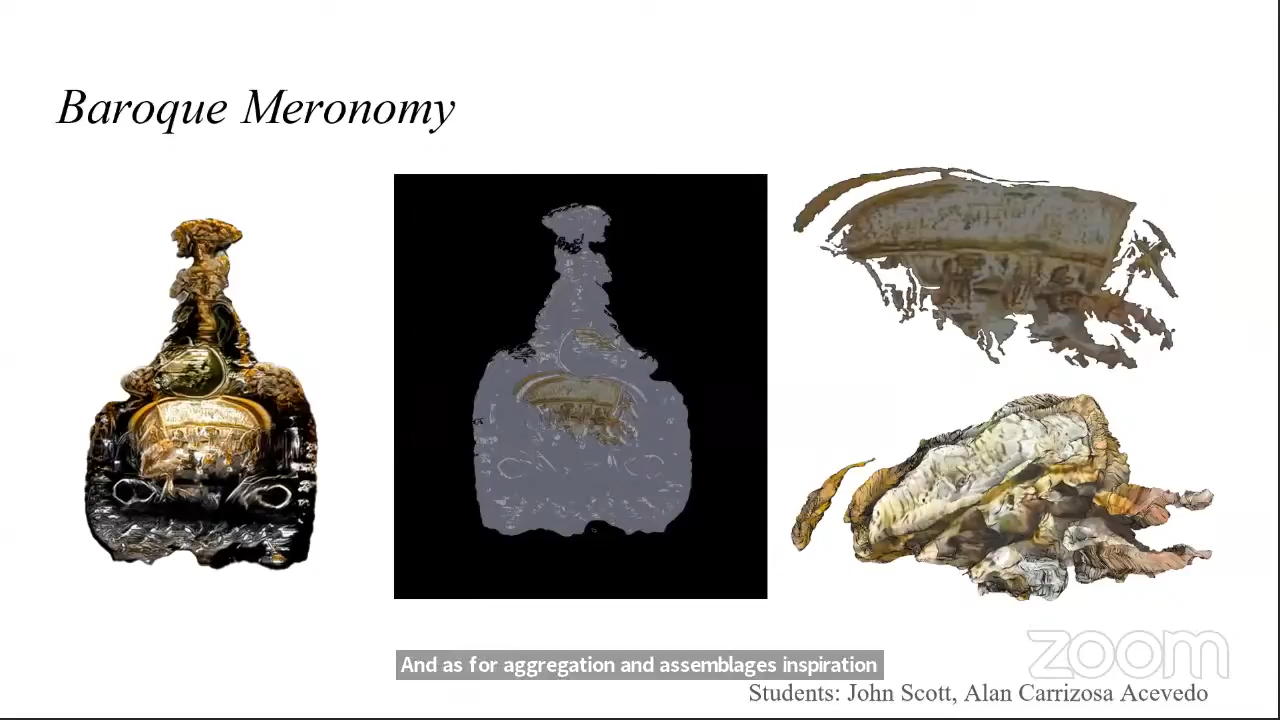 Baroque Meronomy
And as for aggregation and assemblages inspiration
zoom
Students: John Scott, Alan Carrizosa Acevedo